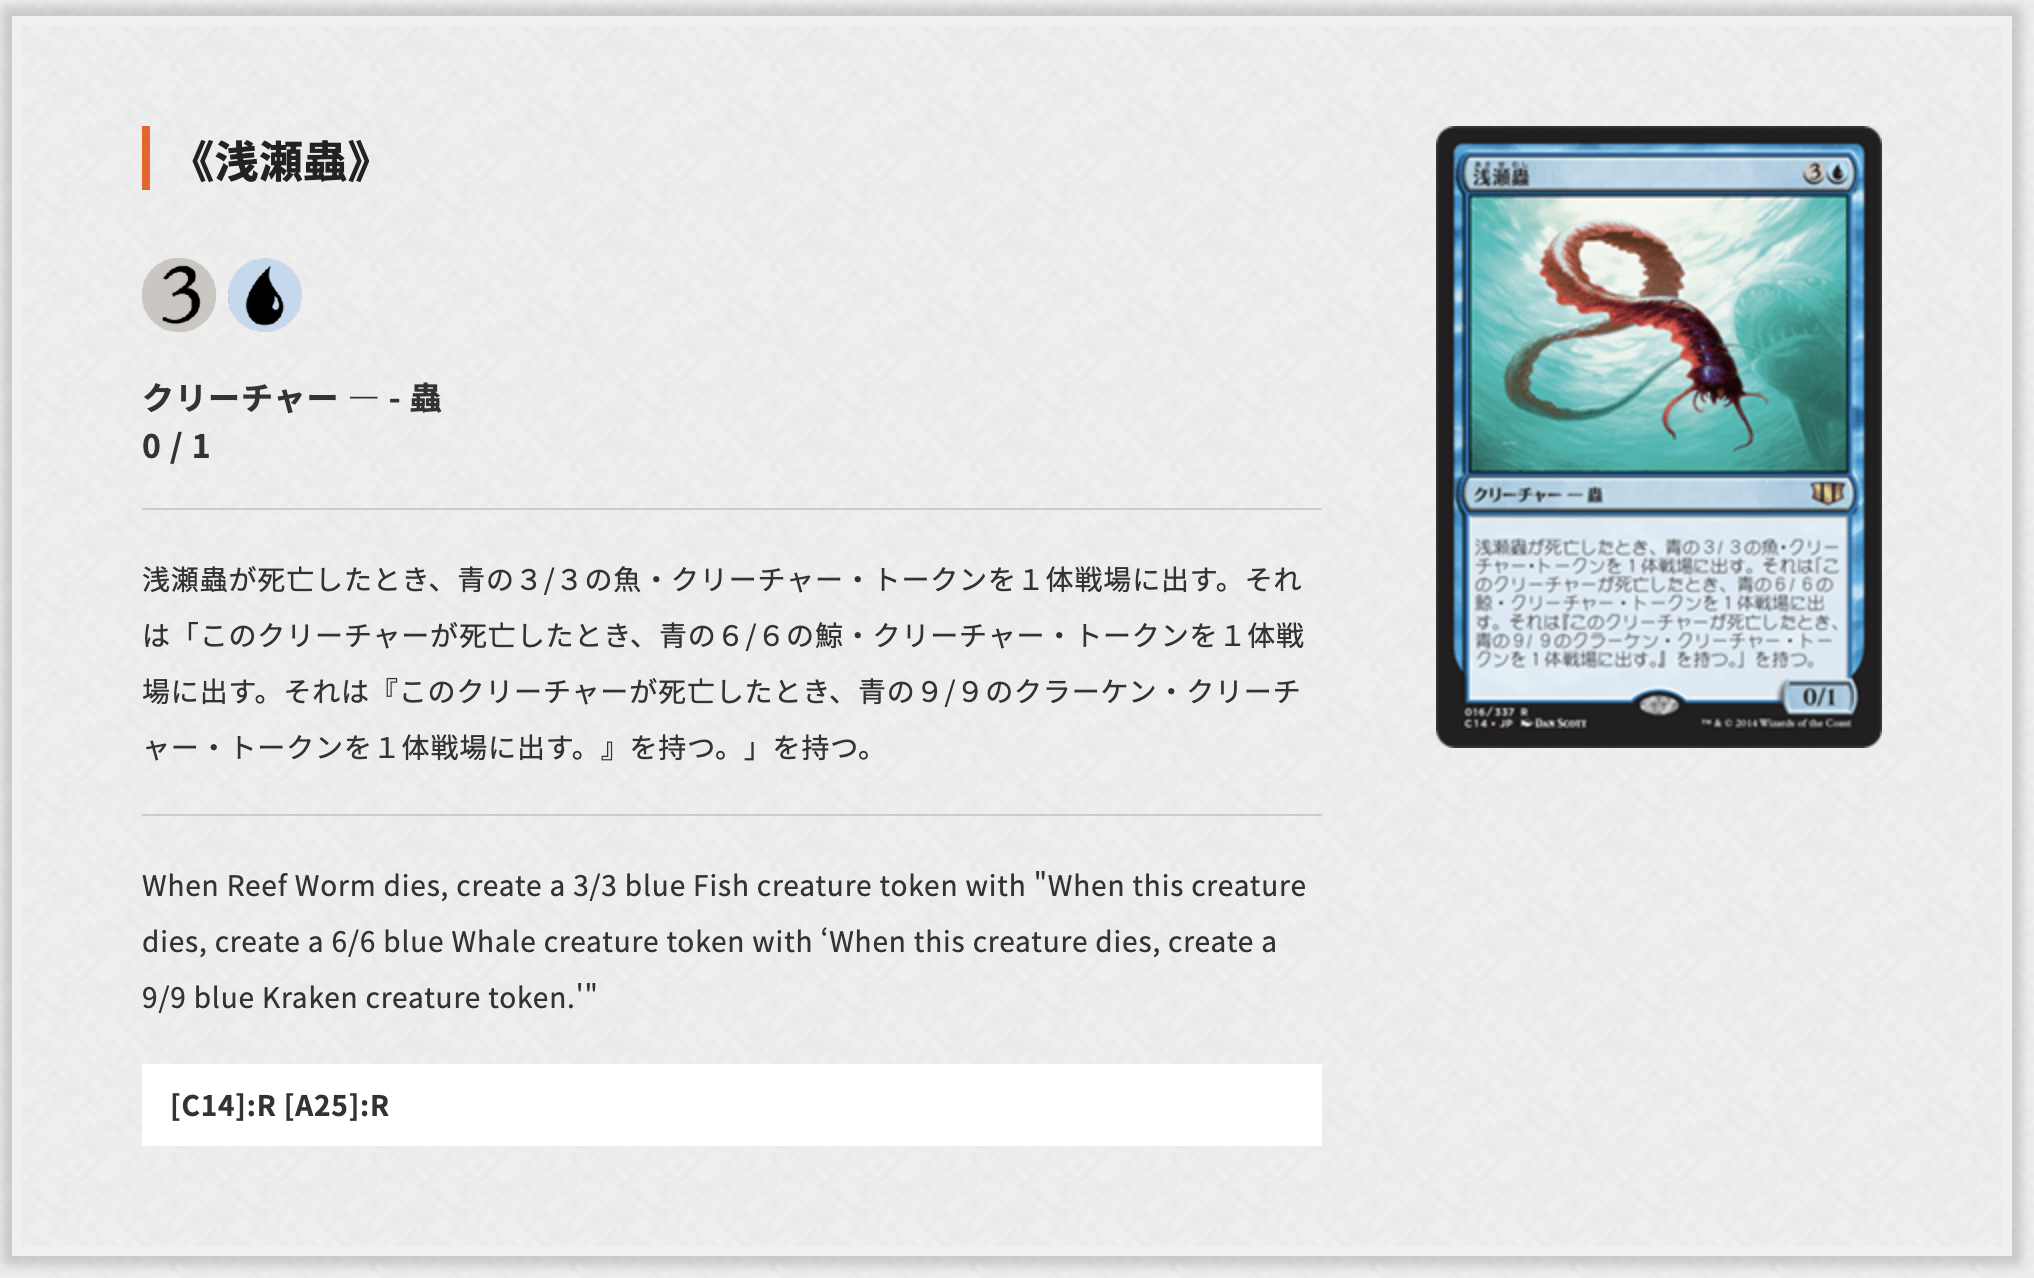 《浅瀬蟲》
3
クリーチャー — - 蟲
0 / 1
浅瀬蟲が死亡したとき、青の３/３の魚・クリーチャー・トークンを１体戦場に出す。それ
は「このクリーチャーが死亡したとき、青の６/６の鯨・クリーチャー・トークンを１体戦
場に出す。それは『このクリーチャーが死亡したとき、青の９/９のクラーケン・クリーチ
ャー・トークンを１体戦場に出す。』を持つ。」を持つ。
When Reef Worm dies, create a 3/3 blue Fish creature token with "When this creature
dies, create a 6/6 blue Whale creature token with ‘When this creature dies, create a
9/9 blue Kraken creature token.'"
[C14]:R [A25]:R
あさせむし
浅瀬蟲 3
クリーチャー — 蟲
浅瀬蟲が死亡したとき、青の３/３の魚・クリー
チャー・トークンを１体戦場に出す。それは「こ
のクリーチャーが死亡したとき、青の６/６の
鯨・クリーチャー・トークンを１体戦場に出
す。それは『このクリーチャーが死亡したとき、
青の９/９のクラーケン・クリーチャー・トー
クンを１体戦場に出す。』を持つ。」を持つ。
0/1
016/337 R
C14 • JP DAN SCOTT ™ & © 2014 Wizards of the Coast